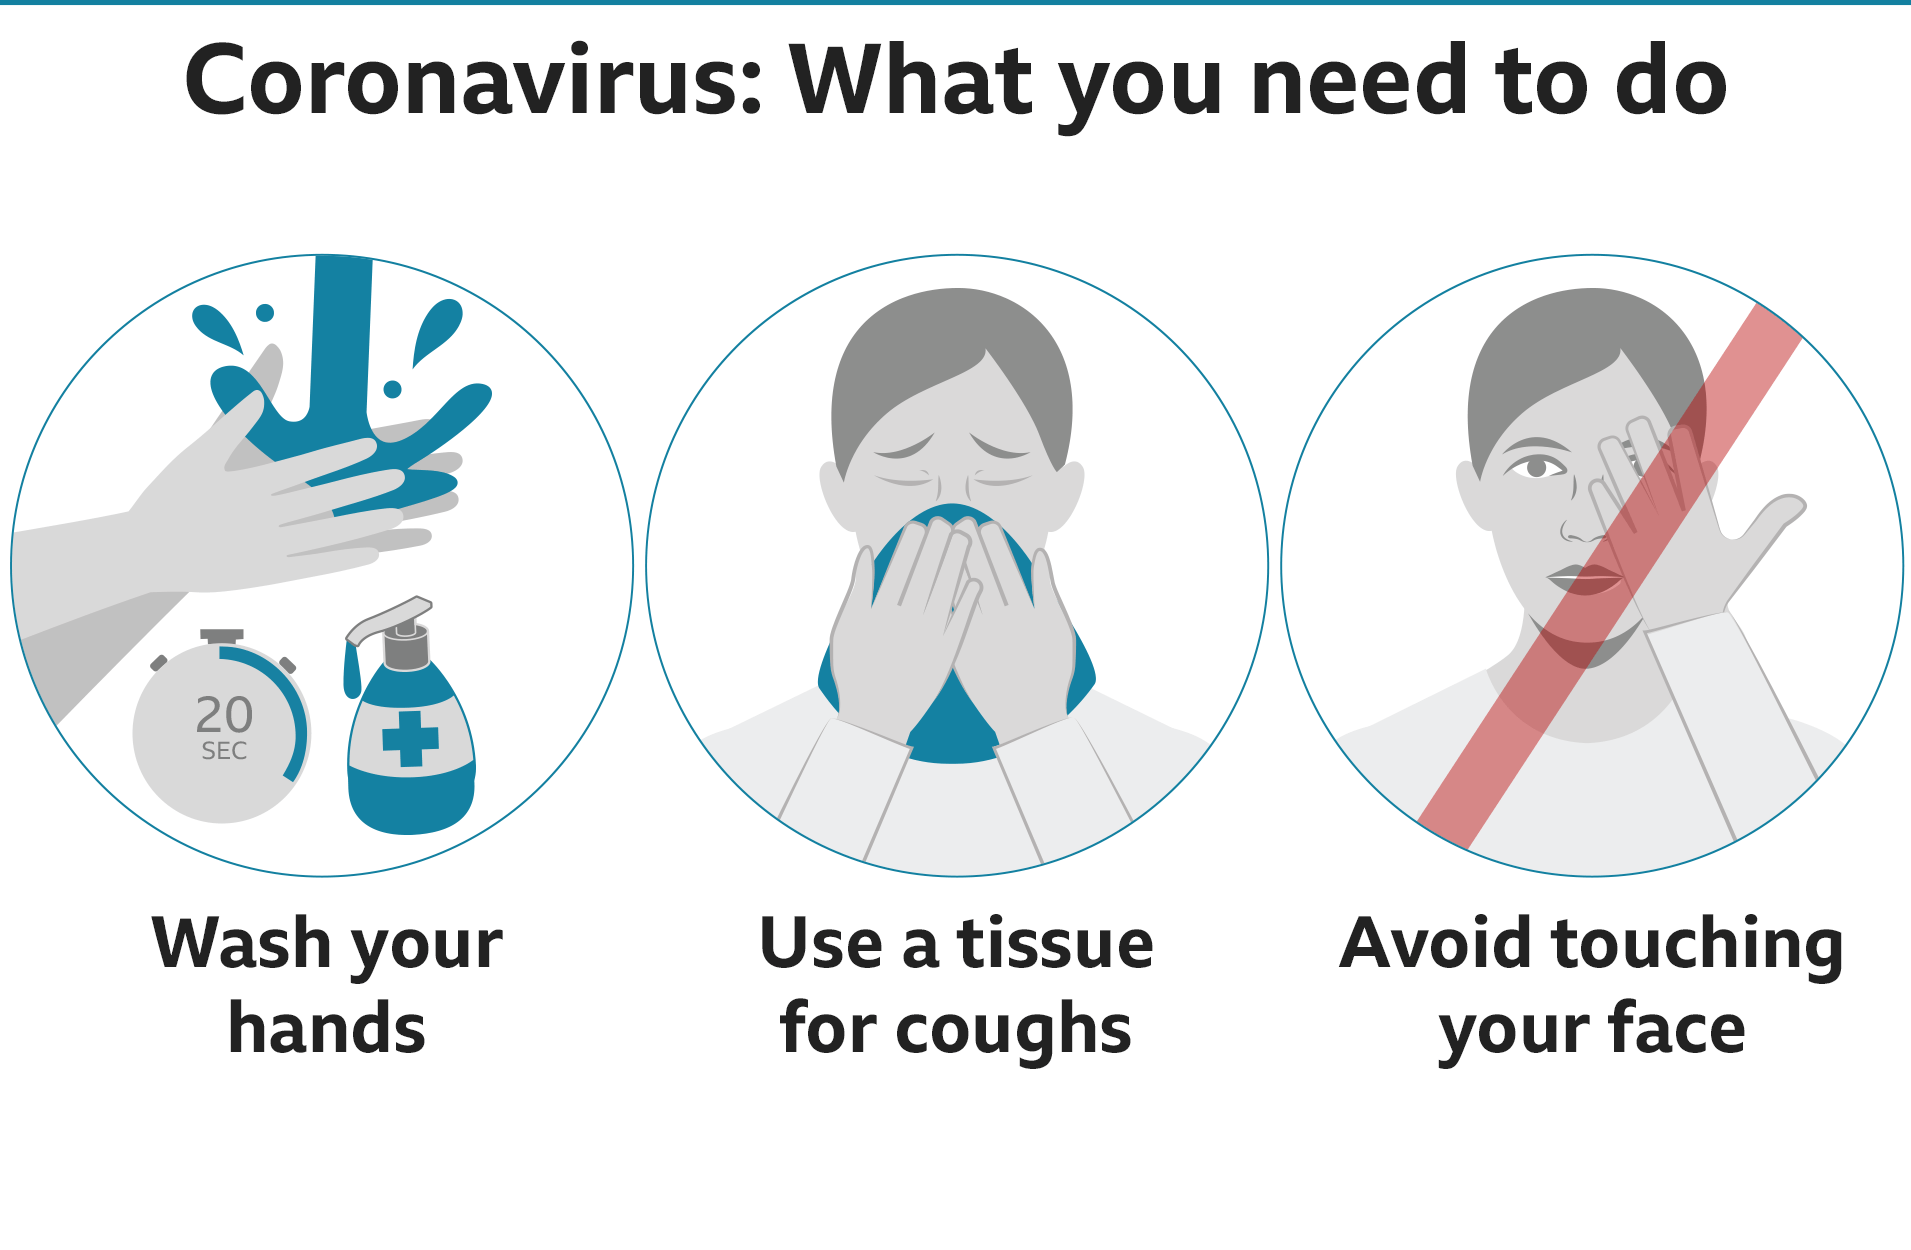 Coronavirus: What you need to do
20
SEC
Wash your
hands
Use a tissue
for coughs
Avoid touching
your face